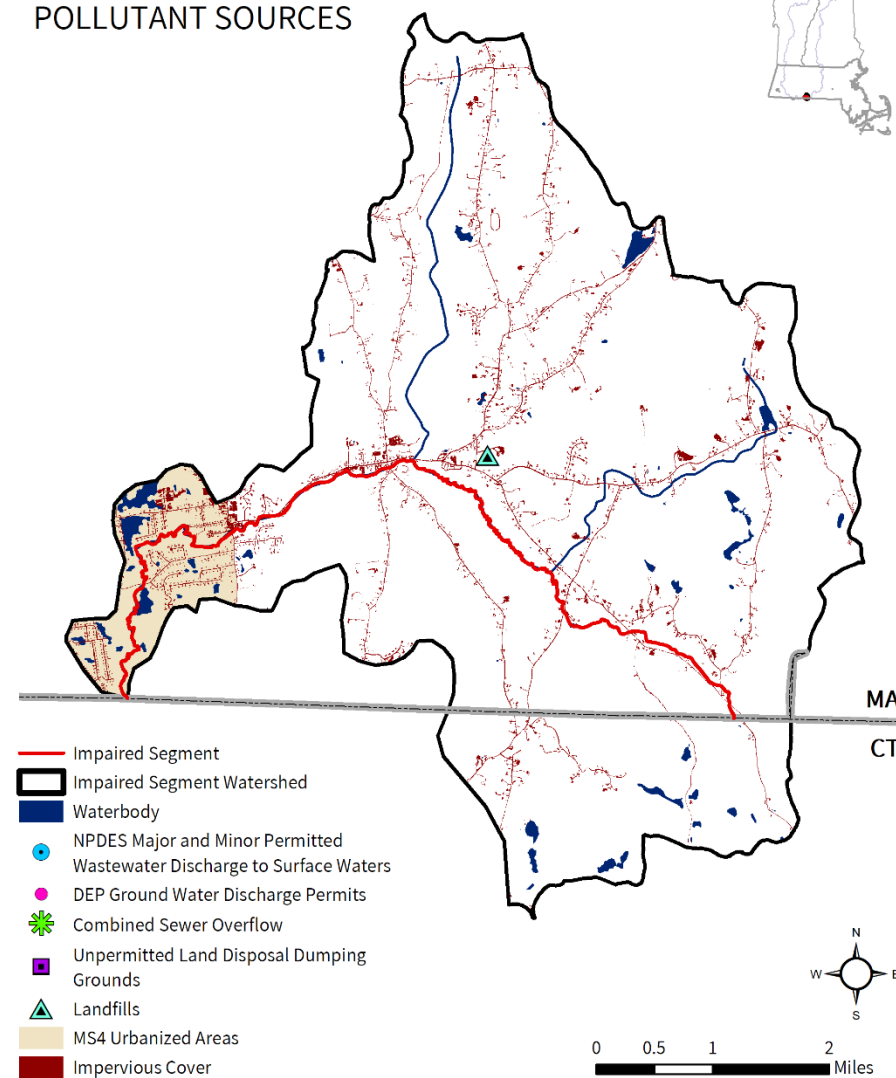 POLLUTANT SOURCES
MA
CT
Impaired Segment
Impaired Segment Watershed
Waterbody
NPDES Major and Minor Permitted
Wastewater Discharge to Surface Waters
DEP Ground Water Discharge Permits
Combined Sewer Overflow
Unpermitted Land Disposal Dumping
Grounds
Landfills
MS4 Urbanized Areas
Impervious Cover
N
W
E
S
0 0.5 1 2
Miles